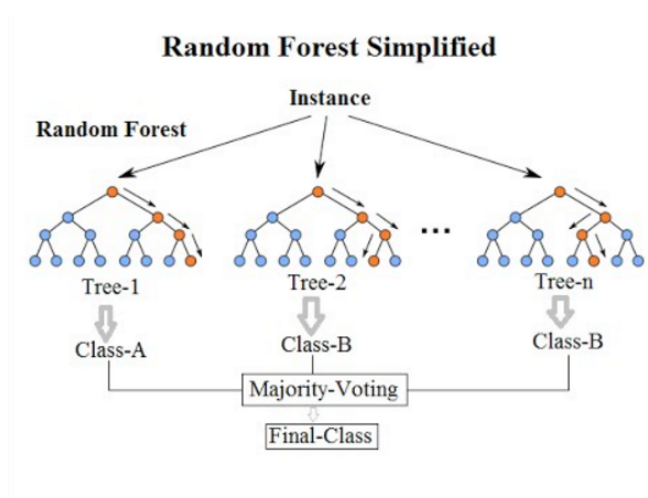 Random Forest Simplified
Instance
Random Forest
...
Tree-1
Tree-2
Tree-n
Class-A
Class-B
Class-B
Majority-Voting
Final-Class